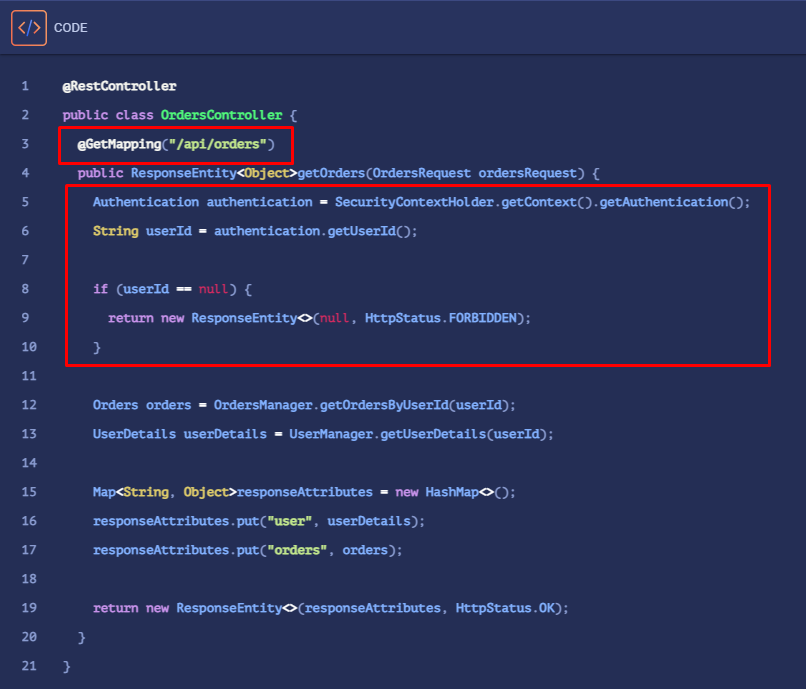 </> CODE
1 @RestController
2 public class OrdersController {
3 @GetMapping("/api/orders")
4 public ResponseEntity<Object>getOrders(OrdersRequest ordersRequest) {
5 Authentication authentication = SecurityContextHolder.getContext().getAuthentication();
6 String userId = authentication.getUserId();
7
8 if (userId == null) {
9 return new ResponseEntity<>(null, HttpStatus.FORBIDDEN);
10 }
11
12 Orders orders = OrdersManager.getOrdersByUserId(userId);
13 UserDetails userDetails = UserManager.getUserDetails(userId);
14
15 Map<String, Object>responseAttributes = new HashMap<>();
16 responseAttributes.put("user", userDetails);
17 responseAttributes.put("orders", orders);
18
19 return new ResponseEntity<>(responseAttributes, HttpStatus.OK);
20 }
21 }